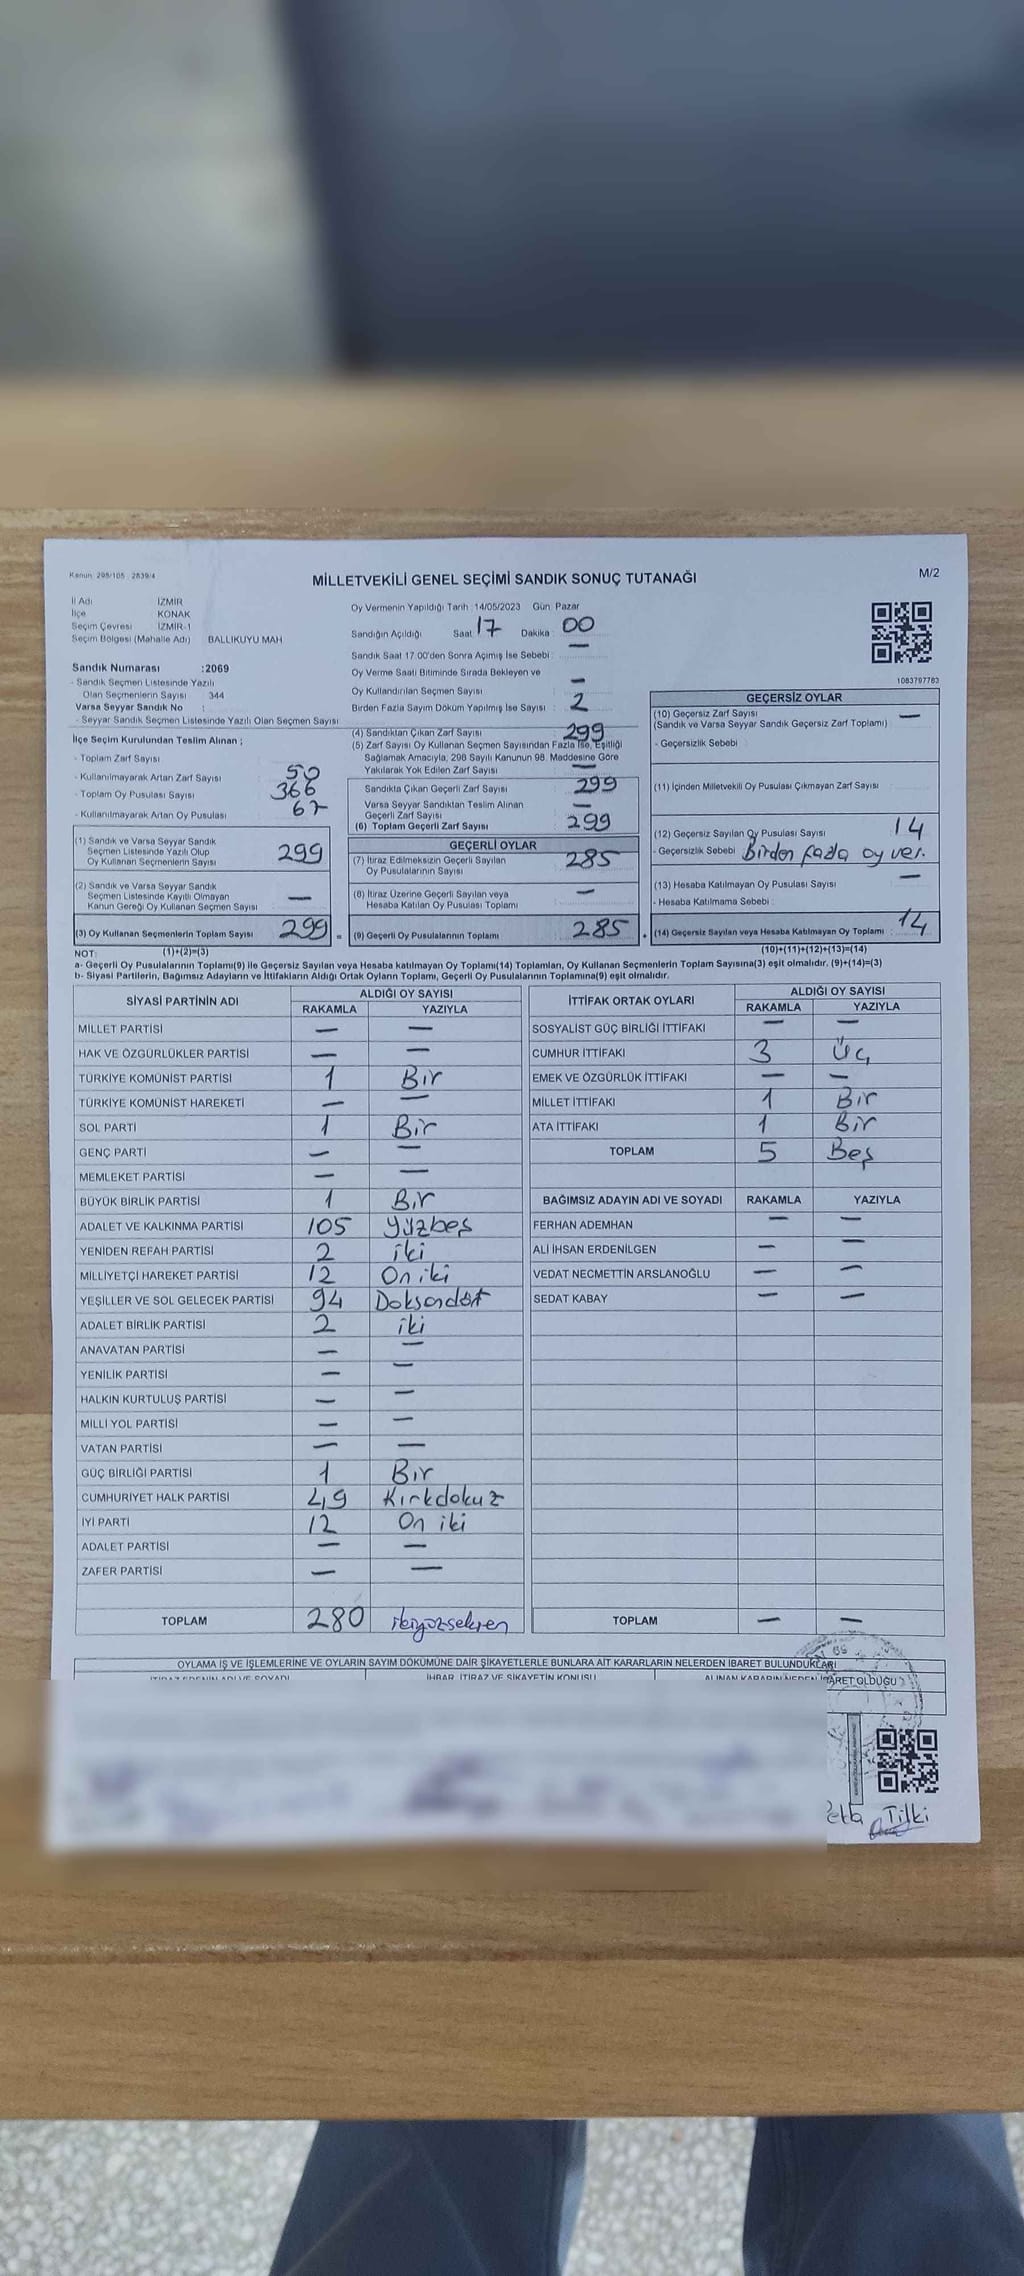 Kanun: 298/105 : 2839/4
MİLLETVEKİLİ GENEL SEÇİMİ SANDIK SONUÇ TUTANAĞI
M/2
İl Adı İZMİR
İlçe KONAK
Seçim Çevresi İZMİR-1
Seçim Bölgesi (Mahalle Adı) BALLIKUYU MAH
Sandık Numarası :2069
- Sandık Seçmen Listesinde Yazılı
Olan Seçmenlerin Sayısı : 344
Varsa Seyyar Sandık No :
- Seyyar Sandık Seçmen Listesinde Yazılı Olan Seçmen Sayısı
Oy Vermenin Yapıldığı Tarih :14/05/2023 Gün: Pazar
Sandığın Açıldığı Saat: 17 Dakika : 00
Sandık Saat 17:00'den Sonra Açımış İse Sebebi : —
Oy Verme Saati Bitiminde Sırada Bekleyen ve
Oy Kullandırılan Seçmen Sayısı —
Birden Fazla Sayım Döküm Yapılmış İse Sayısı : 2
1083797783
İlçe Seçim Kurulundan Teslim Alınan ;
- Toplam Zarf Sayısı
- Kullanılmayarak Artan Zarf Sayısı 50
- Toplam Oy Pusulası Sayısı 366
- Kullanılmayarak Artan Oy Pusulası 67
(4) Sandıktan Çıkan Zarf Sayısı 299
(5) Zarf Sayısı Oy Kullanan Seçmen Sayısından Fazla İse, Eşitliği
Sağlamak Amacıyla, 298 Sayılı Kanunun 98. Maddesine Göre
Yakılarak Yok Edilen Zarf Sayısı —
Sandıkta Çıkan Geçerli Zarf Sayısı 299
Varsa Seyyar Sandıktan Teslim Alınan
Geçerli Zarf Sayısı —
(6) Toplam Geçerli Zarf Sayısı 299
GEÇERSİZ OYLAR
(10) Geçersiz Zarf Sayısı —
(Sandık ve Varsa Seyyar Sandık Geçersiz Zarf Toplamı)
- Geçersizlik Sebebi :
(11) İçinden Milletvekili Oy Pusulası Çıkmayan Zarf Sayısı
(12) Geçersiz Sayılan Oy Pusulası Sayısı 14
- Geçersizlik Sebebi Birden fazla oy ver.
(13) Hesaba Katılmayan Oy Pusulası Sayısı —
- Hesaba Katılmama Sebebi :
(14) Geçersiz Sayılan veya Hesaba Katılmayan Oy Toplamı 14
(1) Sandık ve Varsa Seyyar Sandık
Seçmen Listesinde Yazılı Olup
Oy Kullanan Seçmenlerin Sayısı 299
(2) Sandık ve Varsa Seyyar Sandık
Seçmen Listesinde Kayıtlı Olmayan
Kanun Gereği Oy Kullanan Seçmen Sayısı —
(3) Oy Kullanan Seçmenlerin Toplam Sayısı 299 =
GEÇERLİ OYLAR
(7) İtiraz Edilmeksizin Geçerli Sayılan
Oy Pusulalarının Sayısı 285
(8) İtiraz Üzerine Geçerli Sayılan veya
Hesaba Katılan Oy Pusulası Toplamı —
(9) Geçerli Oy Pusulalarının Toplamı 285 +
NOT: (1)+(2)=(3) (10)+(11)+(12)+(13)=(14)
a- Geçerli Oy Pusulalarının Toplamı(9) ile Geçersiz Sayılan veya Hesaba katılmayan Oy Toplamı(14) Toplamları, Oy Kullanan Seçmenlerin Toplam Sayısına(3) eşit olmalıdır. (9)+(14)=(3)
b- Siyasi Partilerin, Bağımsız Adayların ve İttifakların Aldığı Ortak Oyların Toplamı, Geçerli Oy Pusulalarının Toplamına(9) eşit olmalıdır.
SİYASİ PARTİNİN ADI ALDIĞI OY SAYISI
RAKAMLA YAZIYLA
MİLLET PARTİSİ — —
HAK VE ÖZGÜRLÜKLER PARTİSİ — —
TÜRKİYE KOMÜNİST PARTİSİ 1 Bir
TÜRKİYE KOMÜNİST HAREKETİ — —
SOL PARTİ 1 Bir
GENÇ PARTİ — —
MEMLEKET PARTİSİ — —
BÜYÜK BİRLİK PARTİSİ 1 Bir
ADALET VE KALKINMA PARTİSİ 105 Yüzbeş
YENİDEN REFAH PARTİSİ 2 iki
MİLLİYETÇİ HAREKET PARTİSİ 12 On iki
YEŞİLLER VE SOL GELECEK PARTİSİ 94 Doksandört
ADALET BİRLİK PARTİSİ 2 iki
ANAVATAN PARTİSİ — —
YENİLİK PARTİSİ — —
HALKIN KURTULUŞ PARTİSİ — —
MİLLİ YOL PARTİSİ — —
VATAN PARTİSİ — —
GÜÇ BİRLİĞİ PARTİSİ 1 Bir
CUMHURİYET HALK PARTİSİ 49 Kırkdokuz
İYİ PARTİ 12 On iki
ADALET PARTİSİ — —
ZAFER PARTİSİ — —
TOPLAM 280 ikiyüzseksen
İTTİFAK ORTAK OYLARI ALDIĞI OY SAYISI
RAKAMLA YAZIYLA
SOSYALİST GÜÇ BİRLİĞİ İTTİFAKI — —
CUMHUR İTTİFAKI 3 Üç
EMEK VE ÖZGÜRLÜK İTTİFAKI — —
MİLLET İTTİFAKI 1 Bir
ATA İTTİFAKI 1 Bir
TOPLAM 5 Beş
BAĞIMSIZ ADAYIN ADI VE SOYADI RAKAMLA YAZIYLA
FERHAN ADEMHAN — —
ALİ İHSAN ERDENİLGEN — —
VEDAT NECMETTİN ARSLANOĞLU — —
SEDAT KABAY — —
TOPLAM — —
OYLAMA İŞ VE İŞLEMLERİNE VE OYLARIN SAYIM DÖKÜMÜNE DAİR ŞİKAYETLERLE BUNLARA AİT KARARLARIN NELERDEN İBARET BULUNDUKLARI
İTİRAZ EDENİN ADI VE SOYADI İHBAR, İTİRAZ VE ŞİKAYETİN KONUSU ALINAN KARARIN NEDEN İBARET OLDUĞU
Tilki